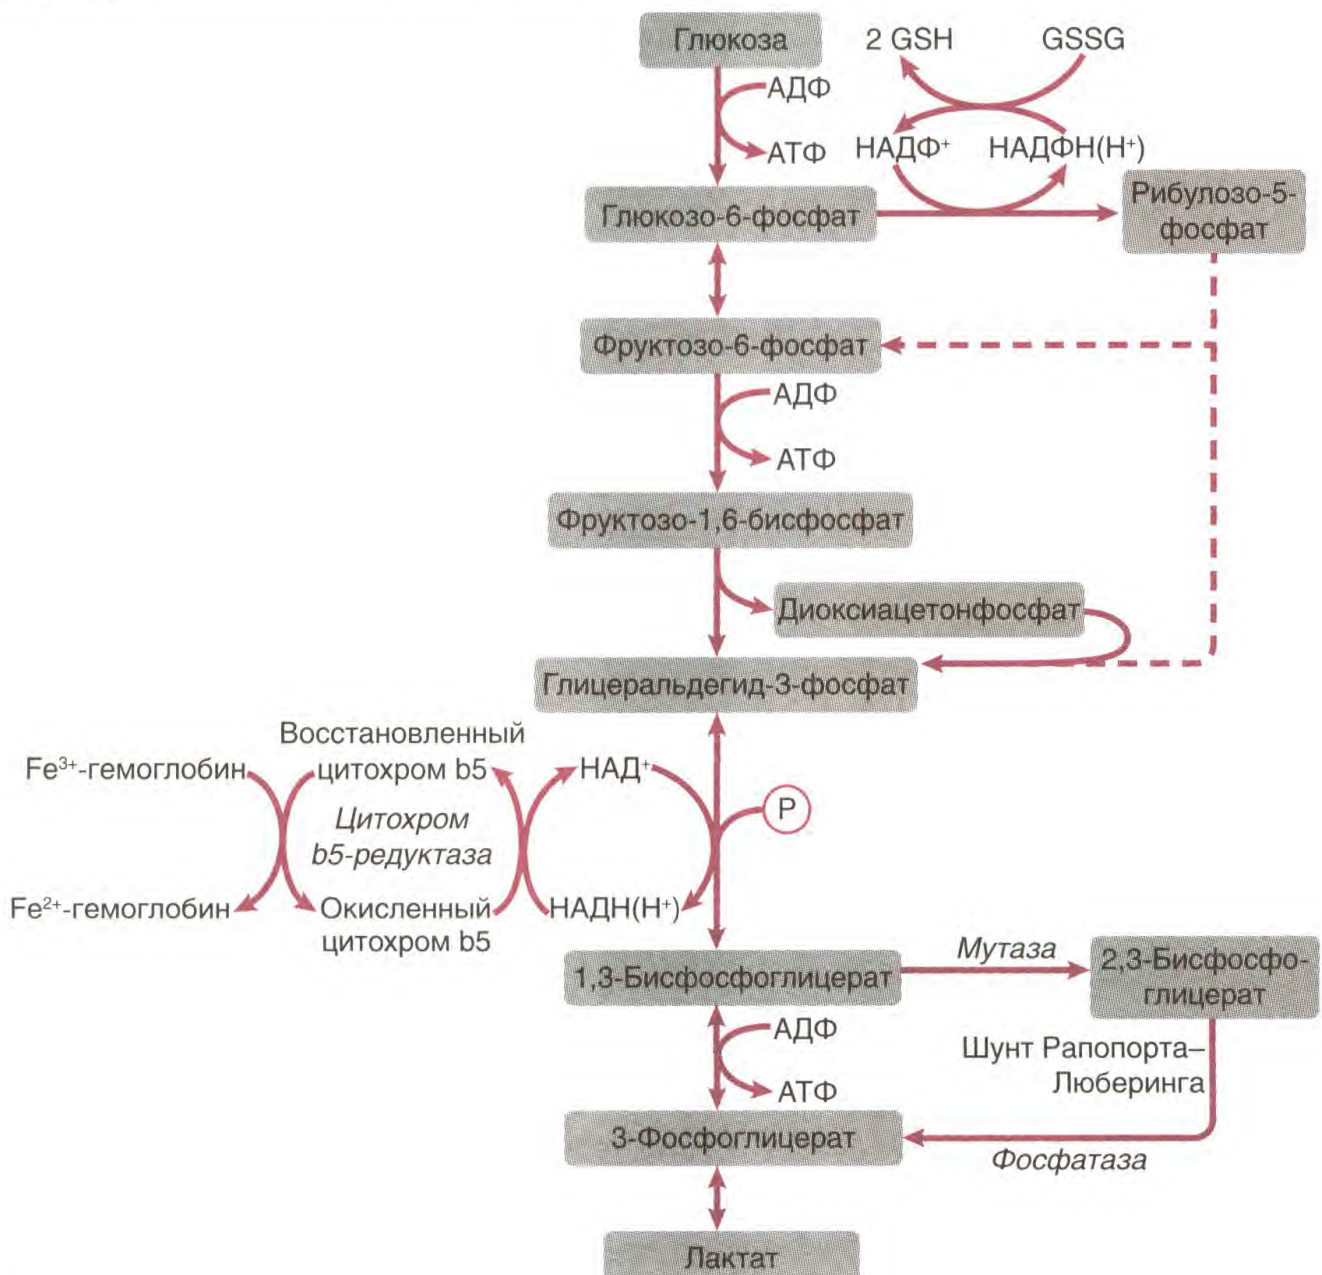 Глюкоза
2 GSH
GSSG
АДФ
АТФ
НАДФ⁺
НАДФН(Н⁺)
Глюкозо-6-фосфат
Рибулозо-5-
фосфат
Фруктозо-6-фосфат
АДФ
АТФ
Фруктозо-1,6-бисфосфат
Диоксиацетонфосфат
Глицеральдегид-3-фосфат
Fe³⁺-гемоглобин
Восстановленный
цитохром b5
НАД⁺
P
Цитохром
b5-редуктаза
Fe²⁺-гемоглобин
Окисленный
цитохром b5
НАДН(Н⁺)
1,3-Бисфосфоглицерат
Мутаза
2,3-Бисфосфо-
глицерат
АДФ
АТФ
Шунт Рапопорта–
Люберинга
3-Фосфоглицерат
Фосфатаза
Лактат